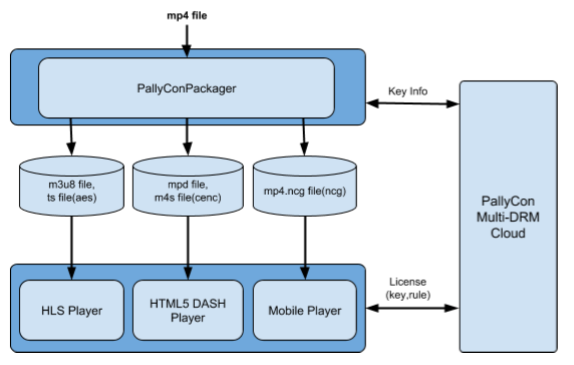 mp4 file
PallyConPackager
Key Info
m3u8 file,
ts file(aes)
mpd file,
m4s file(cenc)
mp4.ncg file(ncg)
PallyCon
Multi-DRM
Cloud
HLS Player
HTML5 DASH
Player
Mobile Player
License
(key,rule)